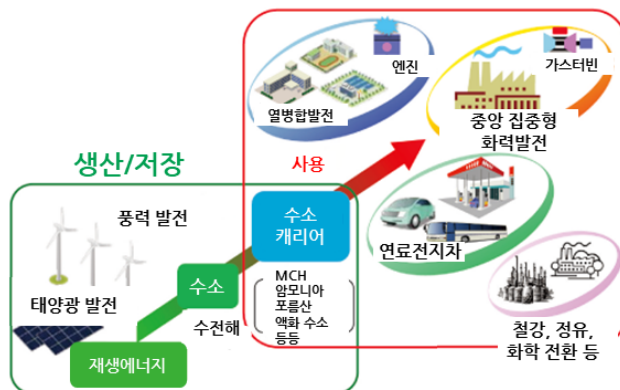 엔진
가스터빈
열병합발전
중앙 집중형
화력발전
생산/저장
사용
풍력 발전
수소
캐리어
연료전지차
수소
MCH
암모니아
포름산
액화 수소
등등
태양광 발전
수전해
철강, 정유,
화학 전환 등
재생에너지